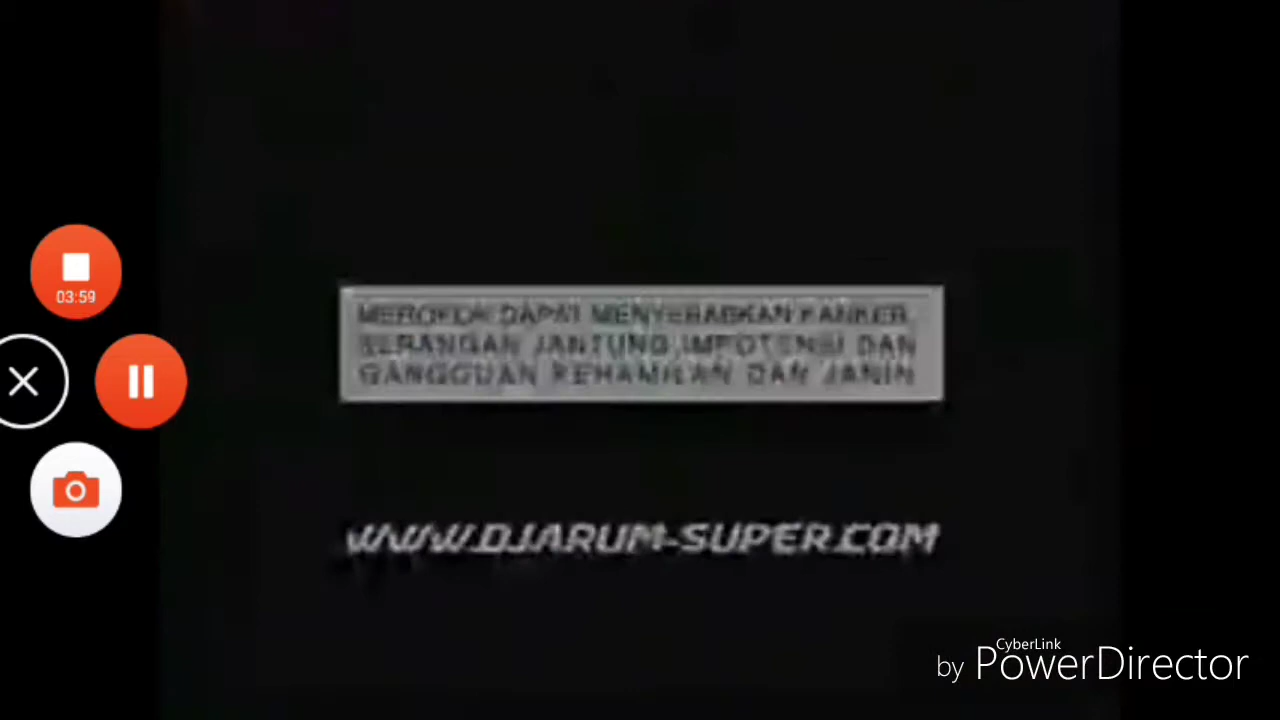 MEROKOK DAPAT MENYEBABKAN KANKER,
SERANGAN JANTUNG, IMPOTENSI DAN
GANGGUAN KEHAMILAN DAN JANIN
WWW.DJARUM-SUPER.COM
03:59
CyberLink
by PowerDirector